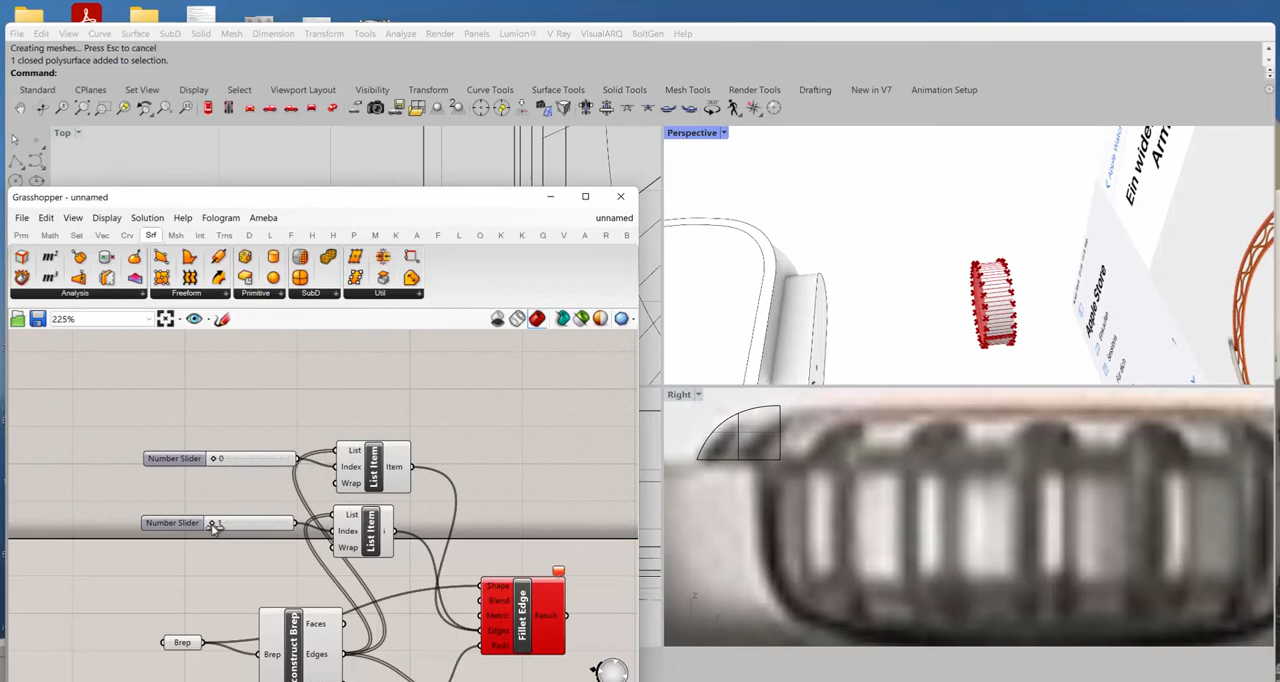 File Edit View Curve Surface SubD Solid Mesh Dimension Transform Tools Analyze Render Panels Lumion® V Ray VisualARQ BoltGen Help
Creating meshes... Press Esc to cancel
1 closed polysurface added to selection.
Command:
Standard CPlanes Set View Display Select Viewport Layout Visibility Transform Curve Tools Surface Tools Solid Tools Mesh Tools Render Tools Drafting New in V7 Animation Setup
Top
Perspective
Ein wide
Arm
Apple Store
Grasshopper - unnamed
File Edit View Display Solution Help Fologram Ameba unnamed
Prm Math Set Vec Crv Srf Msh Int Trns D L F H H P M K A F L O K K G V A R B
Analysis Freeform Primitive SubD Util
225%
Right
Number Slider 0
List
Index
Wrap
List Item
Item
Number Slider 1
List
Index
Wrap
List Item
i
Shape
Blend
Metric
Edges
Radii
Fillet Edge
Result
Brep
Brep
construct Brep
Faces
Edges
z
y